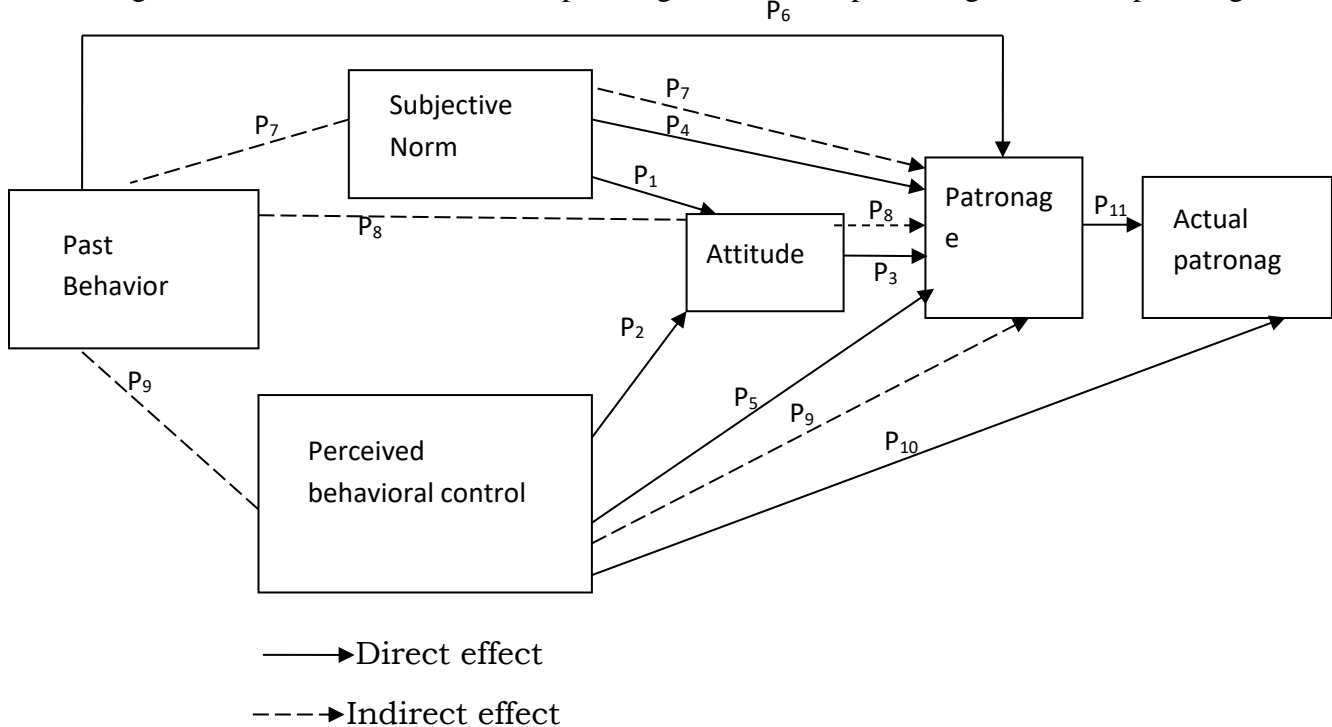 P6
Subjective
Norm
P7
P4
P7
P1
Past
Behavior
P8
Attitude
P8
P3
Patronag
e
P11
Actual
patronag
P2
P9
Perceived
behavioral control
P5
P9
P10
Direct effect
Indirect effect